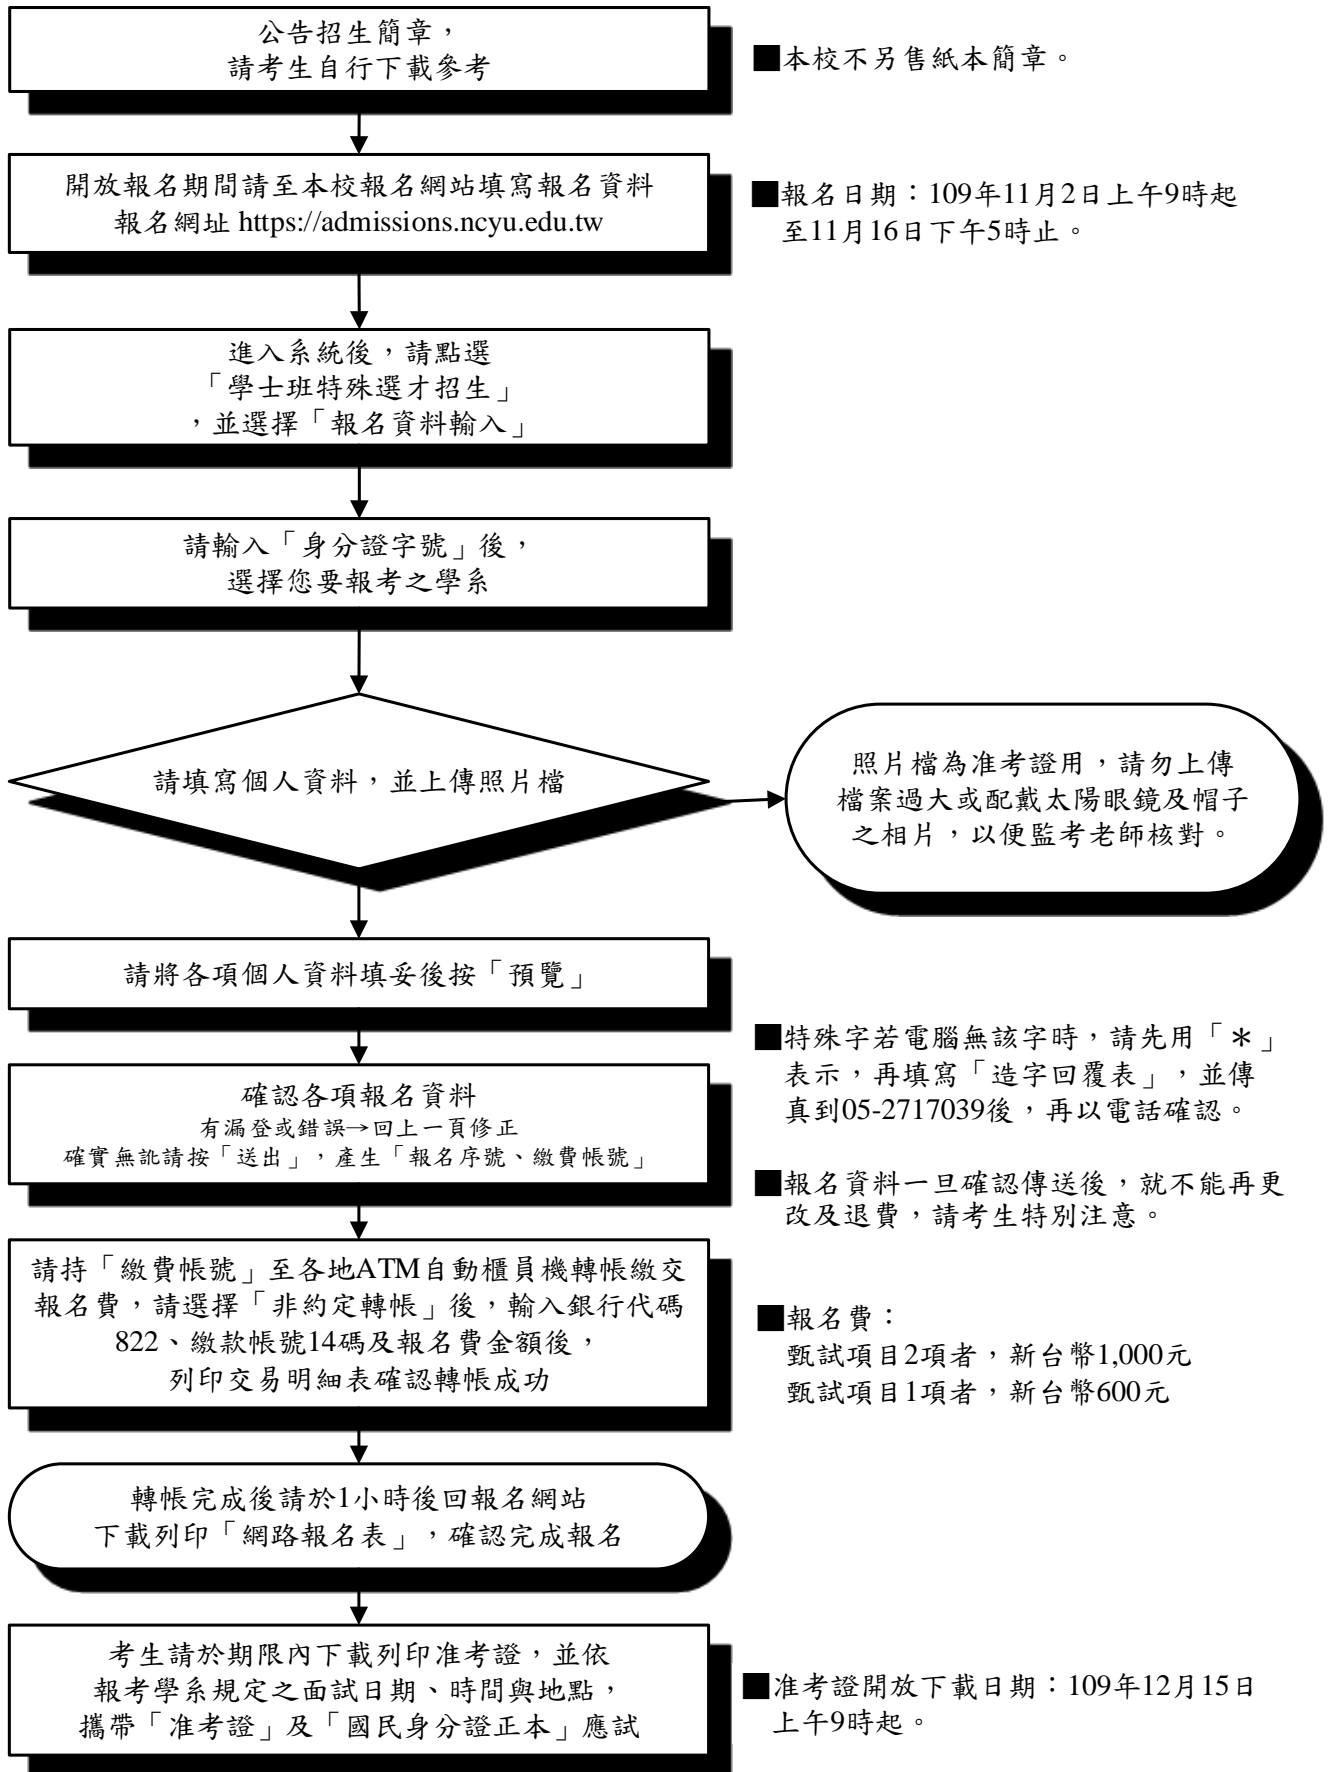 公告招生簡章，
請考生自行下載參考
■本校不另售紙本簡章。
開放報名期間請至本校報名網站填寫報名資料
報名網址 https://admissions.ncyu.edu.tw
■報名日期：109年11月2日上午9時起
至11月16日下午5時止。
進入系統後，請點選
「學士班特殊選才招生」
，並選擇「報名資料輸入」
請輸入「身分證字號」後，
選擇您要報考之學系
請填寫個人資料，並上傳照片檔
照片檔為准考證用，請勿上傳
檔案過大或配戴太陽眼鏡及帽子
之相片，以便監考老師核對。
請將各項個人資料填妥後按「預覽」
■特殊字若電腦無該字時，請先用「＊」
表示，再填寫「造字回覆表」，並傳
真到05-2717039後，再以電話確認。
確認各項報名資料
有漏登或錯誤→回上一頁修正
確實無訛請按「送出」，產生「報名序號、繳費帳號」
■報名資料一旦確認傳送後，就不能再更
改及退費，請考生特別注意。
請持「繳費帳號」至各地ATM自動櫃員機轉帳繳交
報名費，請選擇「非約定轉帳」後，輸入銀行代碼
822、繳款帳號14碼及報名費金額後，
列印交易明細表確認轉帳成功
■報名費：
甄試項目2項者，新台幣1,000元
甄試項目1項者，新台幣600元
轉帳完成後請於1小時後回報名網站
下載列印「網路報名表」，確認完成報名
考生請於期限內下載列印准考證，並依
報考學系規定之面試日期、時間與地點，
攜帶「准考證」及「國民身分證正本」應試
■准考證開放下載日期：109年12月15日
上午9時起。